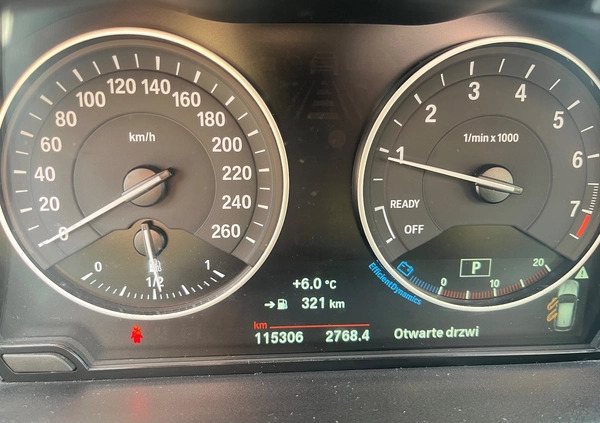 0 20 40 60 80 100 120 140 160 180 200 220 240 260
km/h
0 1/2 1
1 2 3 4 5 6 7
1/min x 1000
READY
OFF
P
0 10 20
EfficientDynamics
+6.0 °C
321 km
km
115306 2768.4
Otwarte drzwi